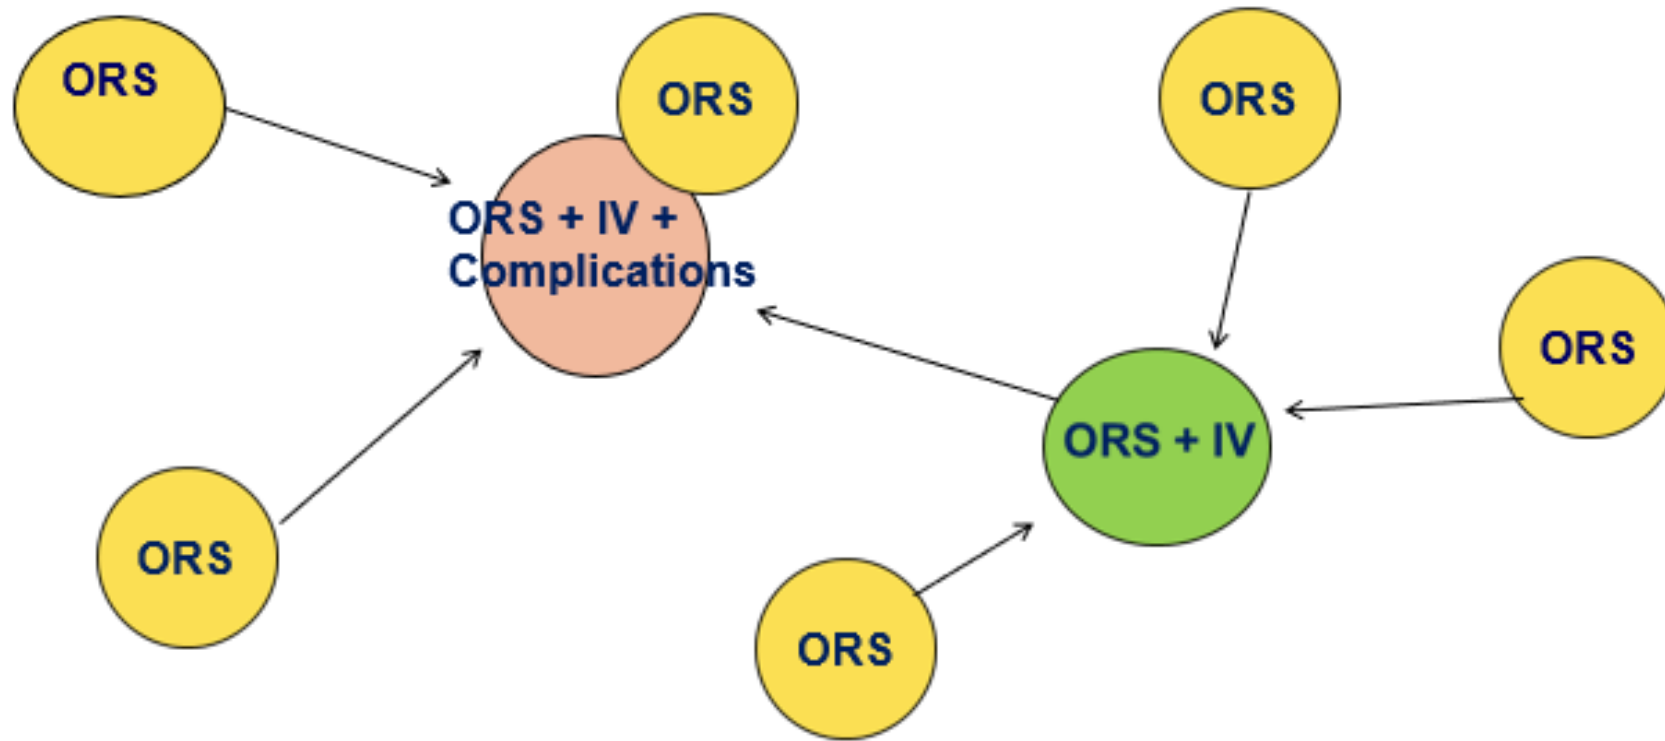 ORS
ORS
ORS
ORS + IV +
Complications
ORS
ORS + IV
ORS
ORS